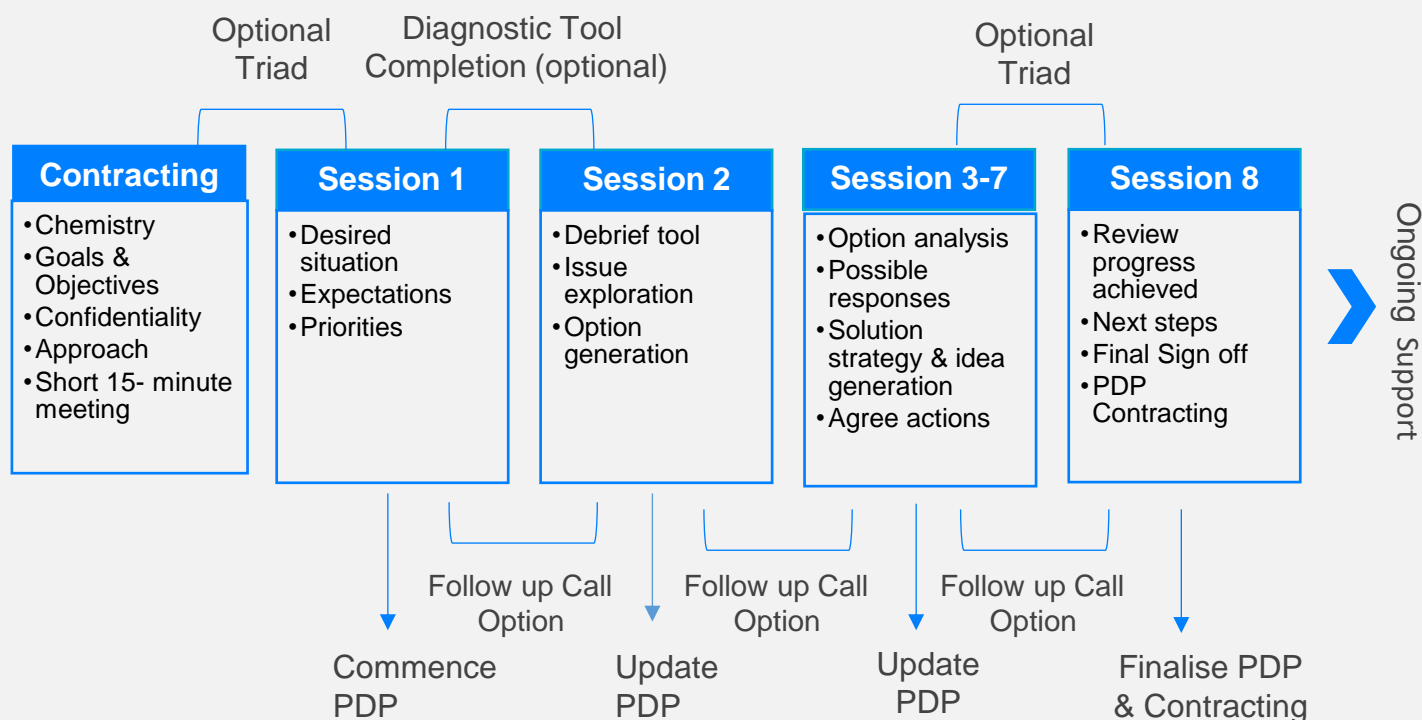 Optional
Triad
Diagnostic Tool
Completion (optional)
Optional
Triad
Contracting
•Chemistry
•Goals &
Objectives
•Confidentiality
•Approach
•Short 15- minute
meeting
Session 1
•Desired
situation
•Expectations
•Priorities
Session 2
•Debrief tool
•Issue
exploration
•Option
generation
Session 3-7
•Option analysis
•Possible
responses
•Solution
strategy & idea
generation
•Agree actions
Session 8
•Review
progress
achieved
•Next steps
•Final Sign off
•PDP
Contracting
Ongoing Support
Follow up Call
Option
Follow up Call
Option
Follow up Call
Option
Commence
PDP
Update
PDP
Update
PDP
Finalise PDP
& Contracting